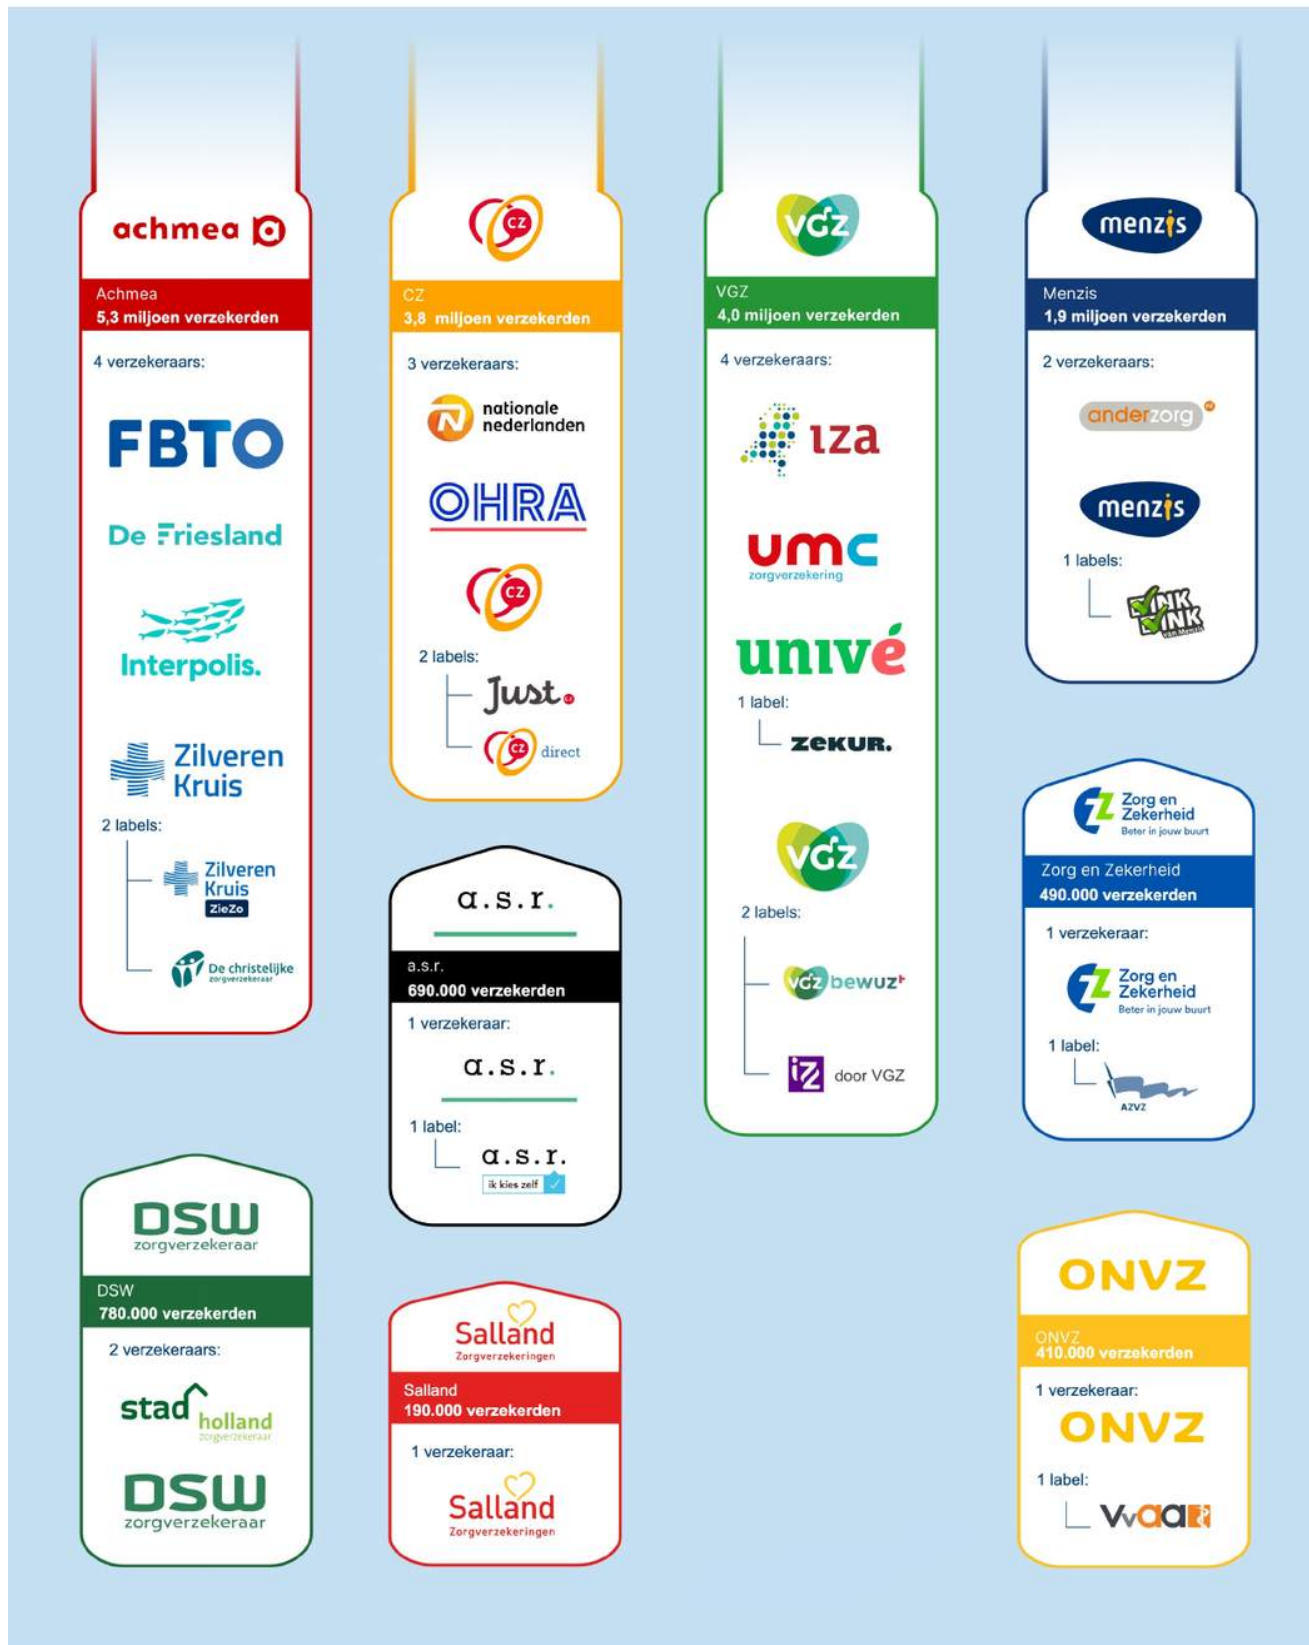 achmea
Achmea
5,3 miljoen verzekerden
4 verzekeraars:
FBTO
De Friesland
Interpolis.
Zilveren
Kruis
2 labels:
Zilveren
Kruis
ZieZo
De christelijke
zorgverzekeraar
CZ
CZ
3,8 miljoen verzekerden
3 verzekeraars:
nationale
nederlanden
OHRA
CZ
2 labels:
Just.
CZ direct
VGZ
VGZ
4,0 miljoen verzekerden
4 verzekeraars:
iza
umc
zorgverzekering
univé
1 label:
zekur.
VGZ
2 labels:
VGZ bewuzt
IZZ door VGZ
menzis
Menzis
1,9 miljoen verzekerden
2 verzekeraars:
anderzorg
menzis
1 labels:
VINK
VINK
van Menzis
a.s.r.
a.s.r.
690.000 verzekerden
1 verzekeraar:
a.s.r.
1 label:
a.s.r.
ik kies zelf
Zorg en
Zekerheid
Beter in jouw buurt
Zorg en Zekerheid
490.000 verzekerden
1 verzekeraar:
Zorg en
Zekerheid
Beter in jouw buurt
1 label:
AZVZ
DSW
zorgverzekeraar
DSW
780.000 verzekerden
2 verzekeraars:
stad
holland
zorgverzekeraar
DSW
zorgverzekeraar
Salland
Zorgverzekeringen
Salland
190.000 verzekerden
1 verzekeraar:
Salland
Zorgverzekeringen
ONVZ
ONVZ
410.000 verzekerden
1 verzekeraar:
ONVZ
1 label:
VvAA